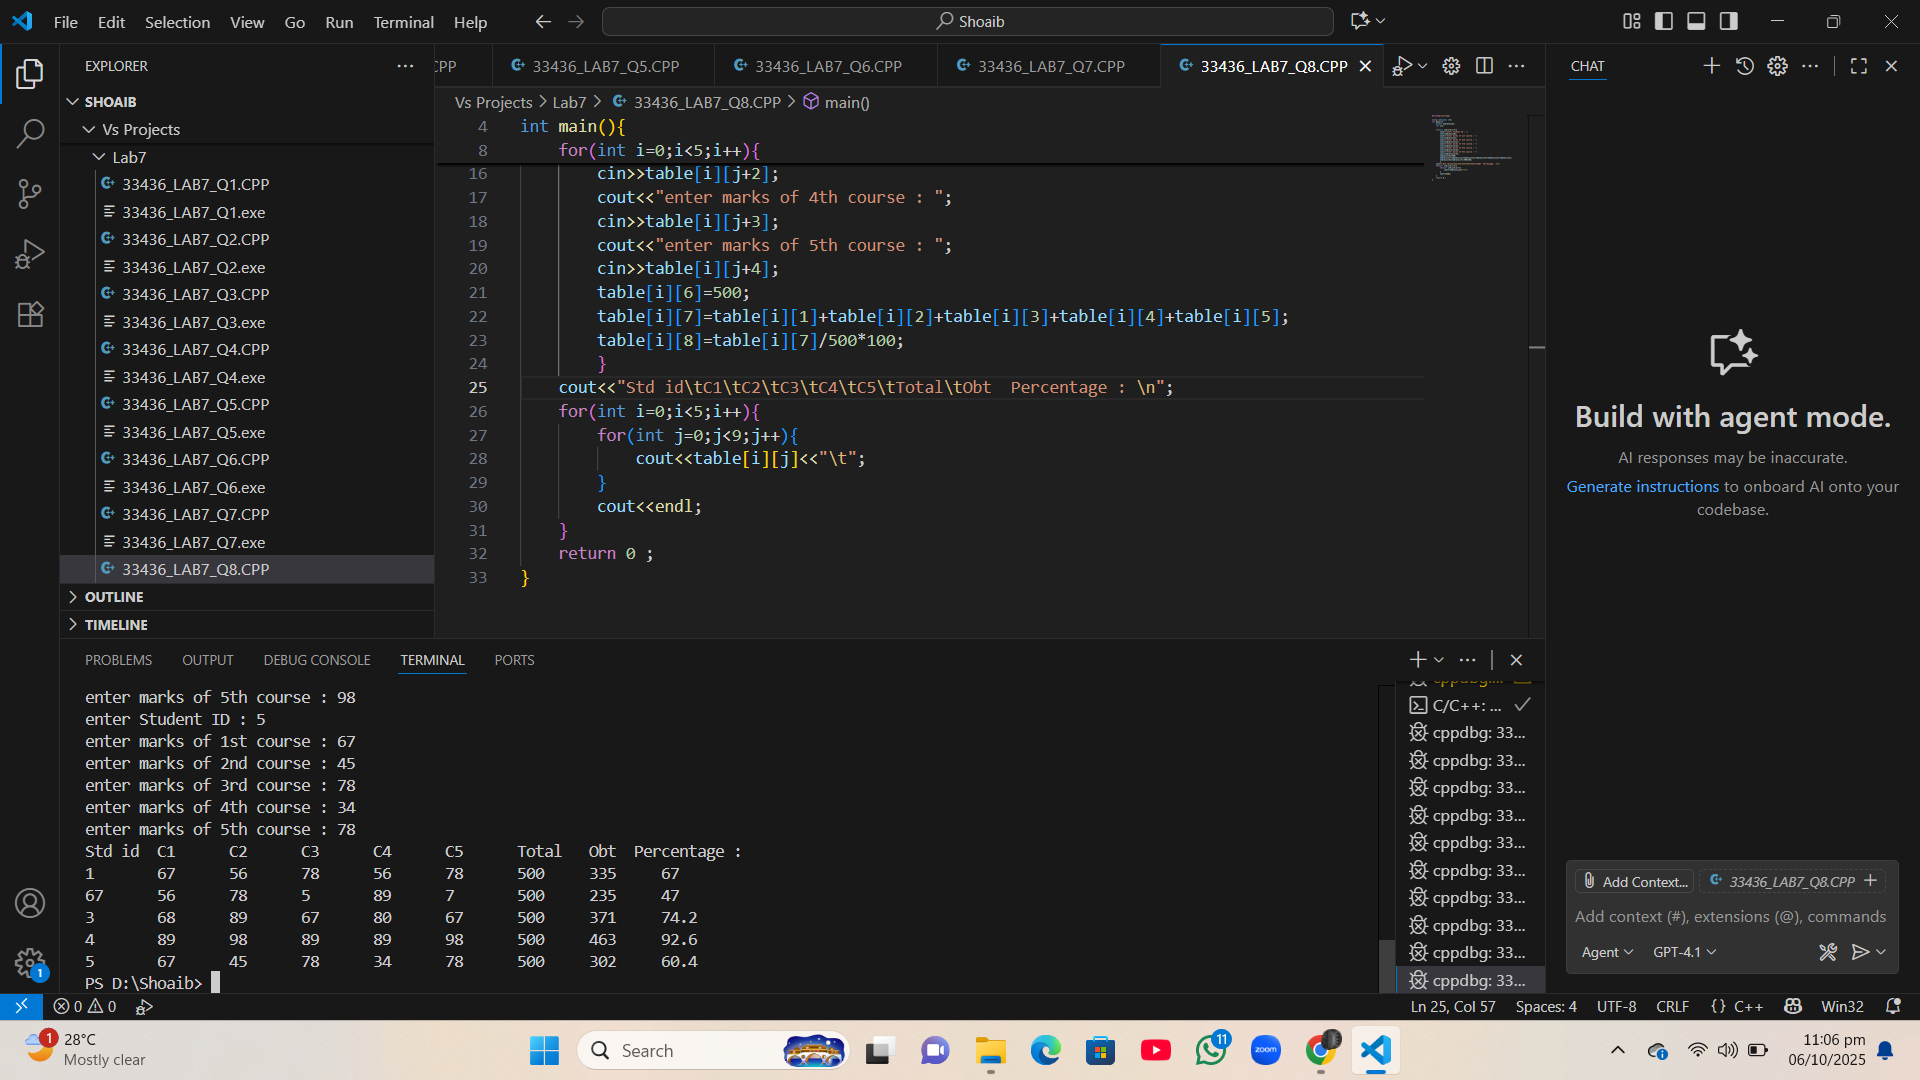 File Edit Selection View Go Run Terminal Help
Shoaib
EXPLORER
SHOAIB
Vs Projects
Lab7
33436_LAB7_Q1.CPP
33436_LAB7_Q1.exe
33436_LAB7_Q2.CPP
33436_LAB7_Q2.exe
33436_LAB7_Q3.CPP
33436_LAB7_Q3.exe
33436_LAB7_Q4.CPP
33436_LAB7_Q4.exe
33436_LAB7_Q5.CPP
33436_LAB7_Q5.exe
33436_LAB7_Q6.CPP
33436_LAB7_Q6.exe
33436_LAB7_Q7.CPP
33436_LAB7_Q7.exe
33436_LAB7_Q8.CPP
OUTLINE
TIMELINE
CPP 33436_LAB7_Q5.CPP 33436_LAB7_Q6.CPP 33436_LAB7_Q7.CPP 33436_LAB7_Q8.CPP
Vs Projects > Lab7 > 33436_LAB7_Q8.CPP > main()
4 int main(){
8 for(int i=0;i<5;i++){
16 cin>>table[i][j+2];
17 cout<<"enter marks of 4th course : ";
18 cin>>table[i][j+3];
19 cout<<"enter marks of 5th course : ";
20 cin>>table[i][j+4];
21 table[i][6]=500;
22 table[i][7]=table[i][1]+table[i][2]+table[i][3]+table[i][4]+table[i][5];
23 table[i][8]=table[i][7]/500*100;
24 }
25 cout<<"Std id\tC1\tC2\tC3\tC4\tC5\tTotal\tObt  Percentage : \n";
26 for(int i=0;i<5;i++){
27 for(int j=0;j<9;j++){
28 cout<<table[i][j]<<"\t";
29 }
30 cout<<endl;
31 }
32 return 0 ;
33 }
PROBLEMS OUTPUT DEBUG CONSOLE TERMINAL PORTS
enter marks of 5th course : 98
enter Student ID : 5
enter marks of 1st course : 67
enter marks of 2nd course : 45
enter marks of 3rd course : 78
enter marks of 4th course : 34
enter marks of 5th course : 78
Std id C1 C2 C3 C4 C5 Total Obt Percentage :
1 67 56 78 56 78 500 335 67
67 56 78 5 89 7 500 235 47
3 68 89 67 80 67 500 371 74.2
4 89 98 89 89 98 500 463 92.6
5 67 45 78 34 78 500 302 60.4
PS D:\Shoaib>
C/C++: ...
cppdbg: 33...
cppdbg: 33...
cppdbg: 33...
cppdbg: 33...
cppdbg: 33...
cppdbg: 33...
cppdbg: 33...
cppdbg: 33...
cppdbg: 33...
cppdbg: 33...
CHAT
Build with agent mode.
AI responses may be inaccurate.
Generate instructions to onboard AI onto your
codebase.
Add Context... 33436_LAB7_Q8.CPP
Add context (#), extensions (@), commands
Agent GPT-4.1
1
0 0
Ln 25, Col 57 Spaces: 4 UTF-8 CRLF {} C++ Win32
1
28°C
Mostly clear
Search
zoom
11
11:06 pm
06/10/2025